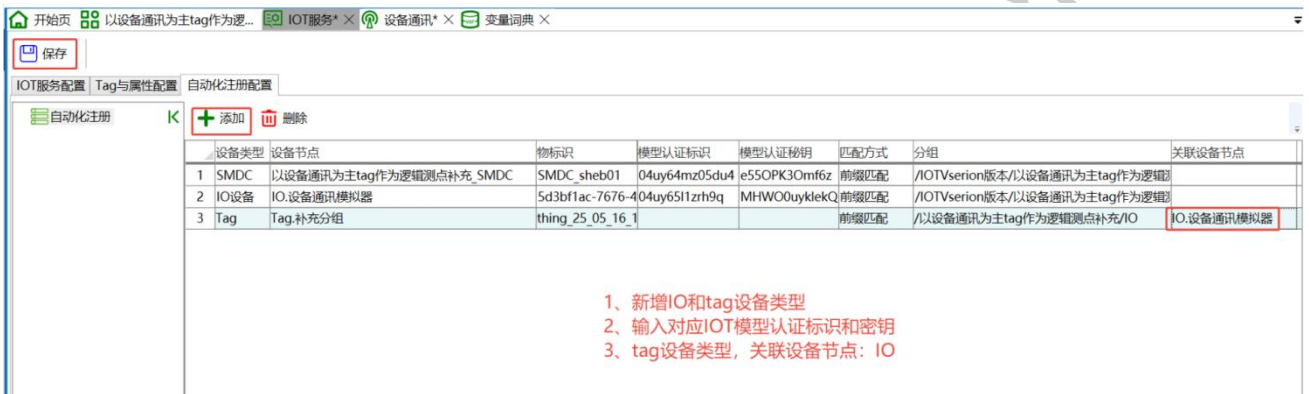 开始页 以设备通讯为主tag作为逻... IOT服务* 设备通讯* 变量词典
保存
IOT服务配置 Tag与属性配置 自动化注册配置
自动化注册 添加 删除
设备类型 设备节点 物标识 模型认证标识 模型认证秘钥 匹配方式 分组 关联设备节点
1 SMDC 以设备通讯为主tag作为逻辑测点补充_SMDC SMDC_sheb01 04uy64mz05du4 e55OPK3Omf6z 前缀匹配 /IOTVserion版本/以设备通讯为主tag作为逻辑
2 IO设备 IO.设备通讯模拟器 5d3bf1ac-7676-4 04uy65l1zrh9q MHWO0uyklekQ 前缀匹配 /IOTVserion版本/以设备通讯为主tag作为逻辑
3 Tag Tag.补充分组 thing_25_05_16_1 前缀匹配 /以设备通讯为主tag作为逻辑测点补充/IO IO.设备通讯模拟器
1、新增IO和tag设备类型
2、输入对应IOT模型认证标识和密钥
3、tag设备类型，关联设备节点：IO